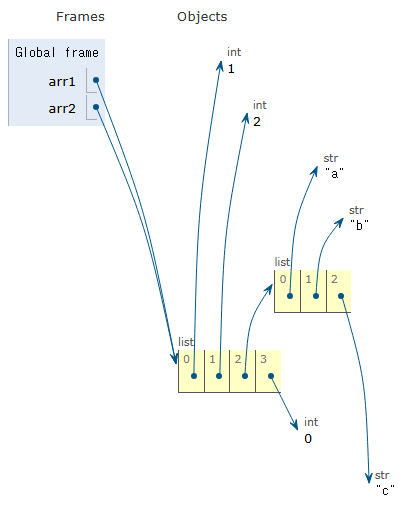 Frames Objects
Global frame
arr1
arr2
int
1
int
2
str
"a"
str
"b"
list
0 1 2
list
0 1 2 3
int
0
str
"c"